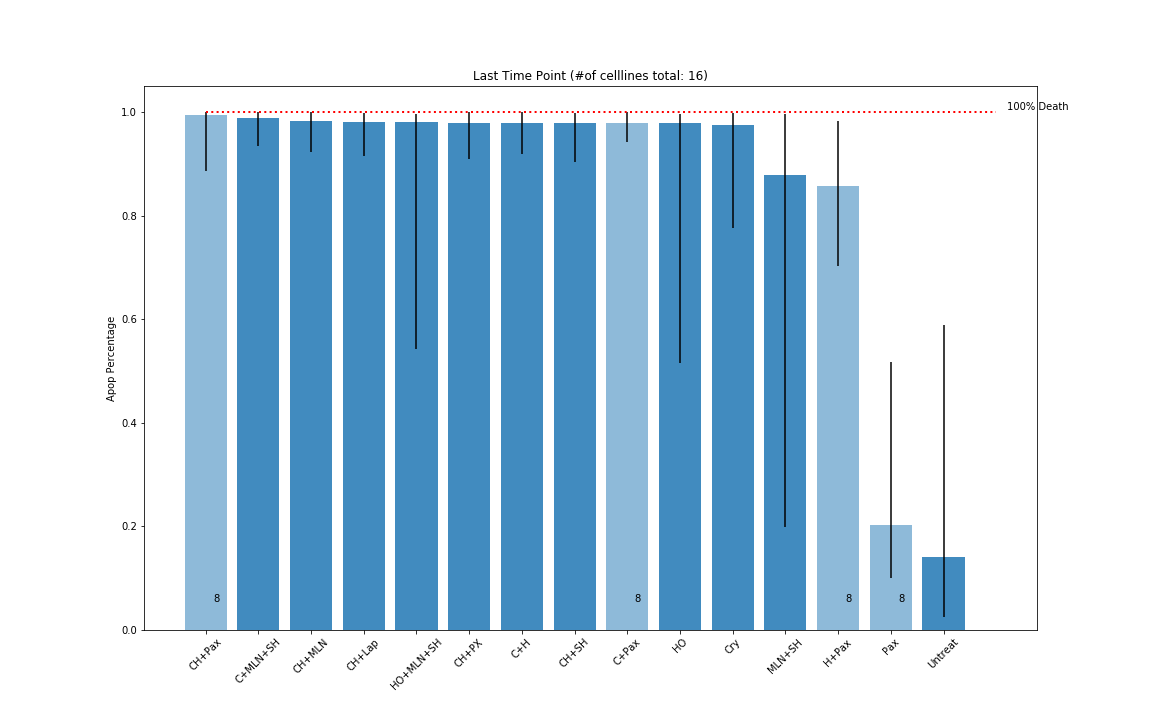 Last Time Point (#of celllines total: 16)
100% Death
Apop Percentage
1.0
0.8
0.6
0.4
0.2
0.0
8
8
8
8
CH+Pax
C+MLN+SH
CH+MLN
CH+Lap
HO+MLN+SH
CH+PX
C+H
CH+SH
C+Pax
HO
Cry
MLN+SH
H+Pax
Pax
Untreat